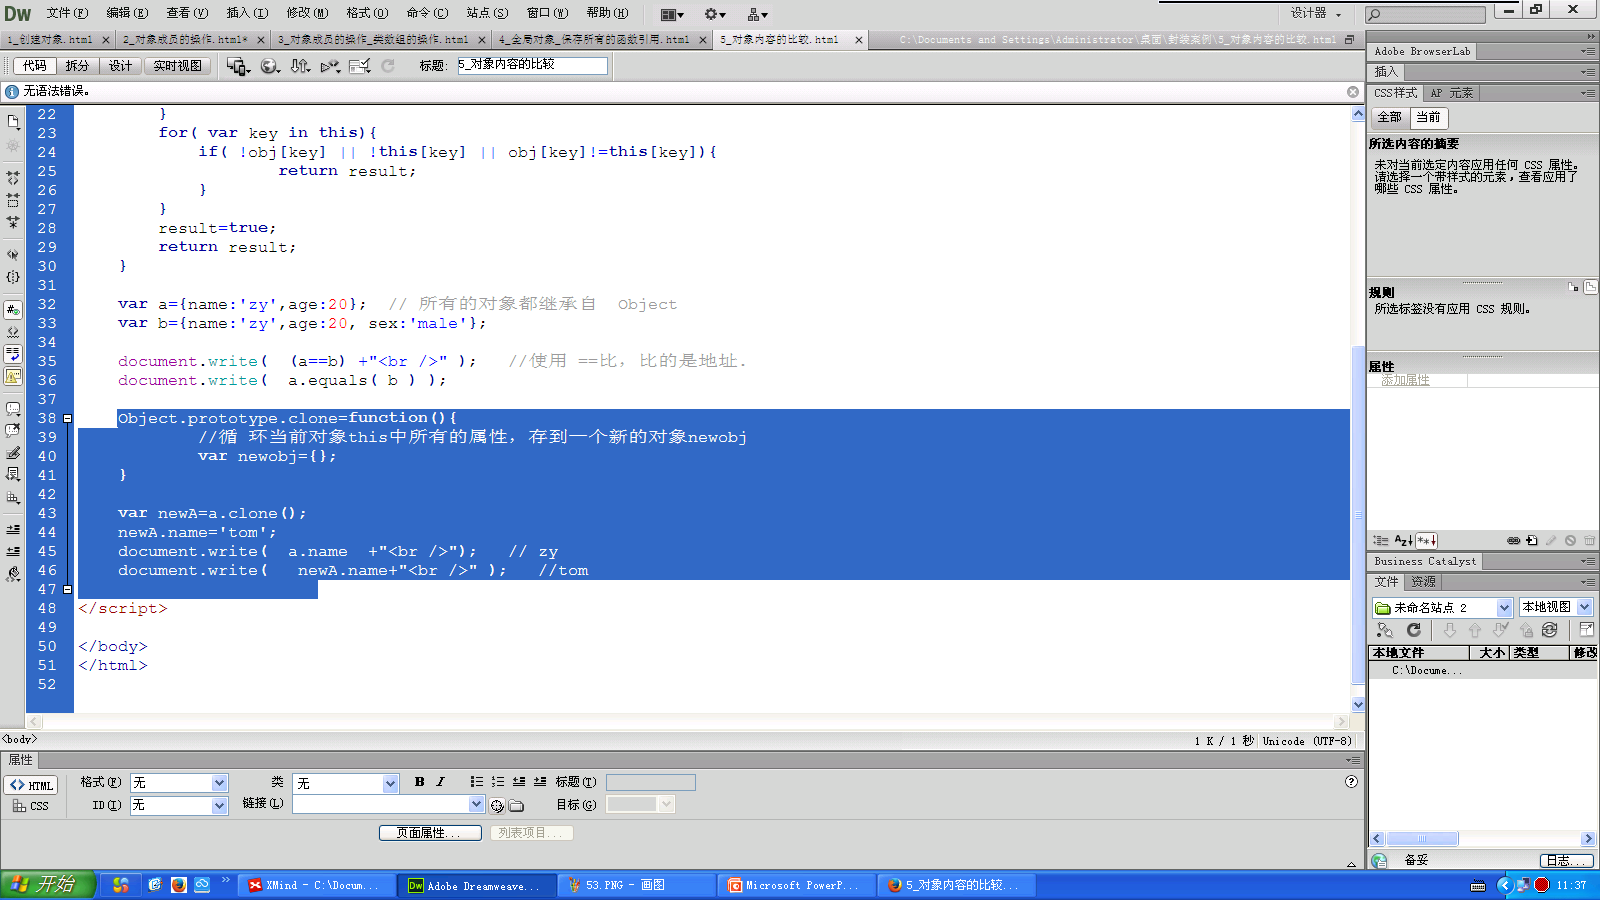 Dw 文件(F) 编辑(E) 查看(V) 插入(I) 修改(M) 格式(O) 命令(C) 站点(S) 窗口(W) 帮助(H) 设计器
1_创建对象.html 2_对象成员的操作.html* 3_对象成员的操作_类数组的操作.html 4_全局对象_保存所有的函数引用.html 5_对象内容的比较.html C:\Documents and Settings\Administrator\桌面\封装案例\5_对象内容的比较.html
代码 拆分 设计 实时视图 标题: 5_对象内容的比较
无语法错误。
22 }
23 for( var key in this){
24 if( !obj[key] || !this[key] || obj[key]!=this[key]){
25 return result;
26 }
27 }
28 result=true;
29 return result;
30 }
31
32 var a={name:'zy',age:20}; // 所有的对象都继承自 Object
33 var b={name:'zy',age:20, sex:'male'};
34
35 document.write( (a==b) +"<br />" ); //使用 ==比，比的是地址.
36 document.write( a.equals( b ) );
37
38 Object.prototype.clone=function(){
39 //循 环当前对象this中所有的属性，存到一个新的对象newobj
40 var newobj={};
41 }
42
43 var newA=a.clone();
44 newA.name='tom';
45 document.write( a.name +"<br />"); // zy
46 document.write( newA.name+"<br />" ); //tom
47
48 </script>
49
50 </body>
51 </html>
52
<body> 1 K / 1 秒 Unicode (UTF-8)
属性
<> HTML 格式(F) 无 类 无 B I 标题(T)
CSS ID(I) 无 链接(L) 目标(G)
页面属性... 列表项目...
Adobe BrowserLab
插入
CSS样式 AP 元素
全部 当前
所选内容的摘要
未对当前选定内容应用任何 CSS 属性。
请选择一个带样式的元素，查看应用了
哪些 CSS 属性。
规则
所选标签没有应用 CSS 规则。
属性
添加属性
Business Catalyst
文件 资源
未命名站点 2 本地视图
本地文件 大小 类型 修改
C:\Docume...
备妥 日志...
开始 XMind - C:\Docum... Adobe Dreamweave... 53.PNG - 画图 Microsoft PowerP... 5_对象内容的比较... 11:37